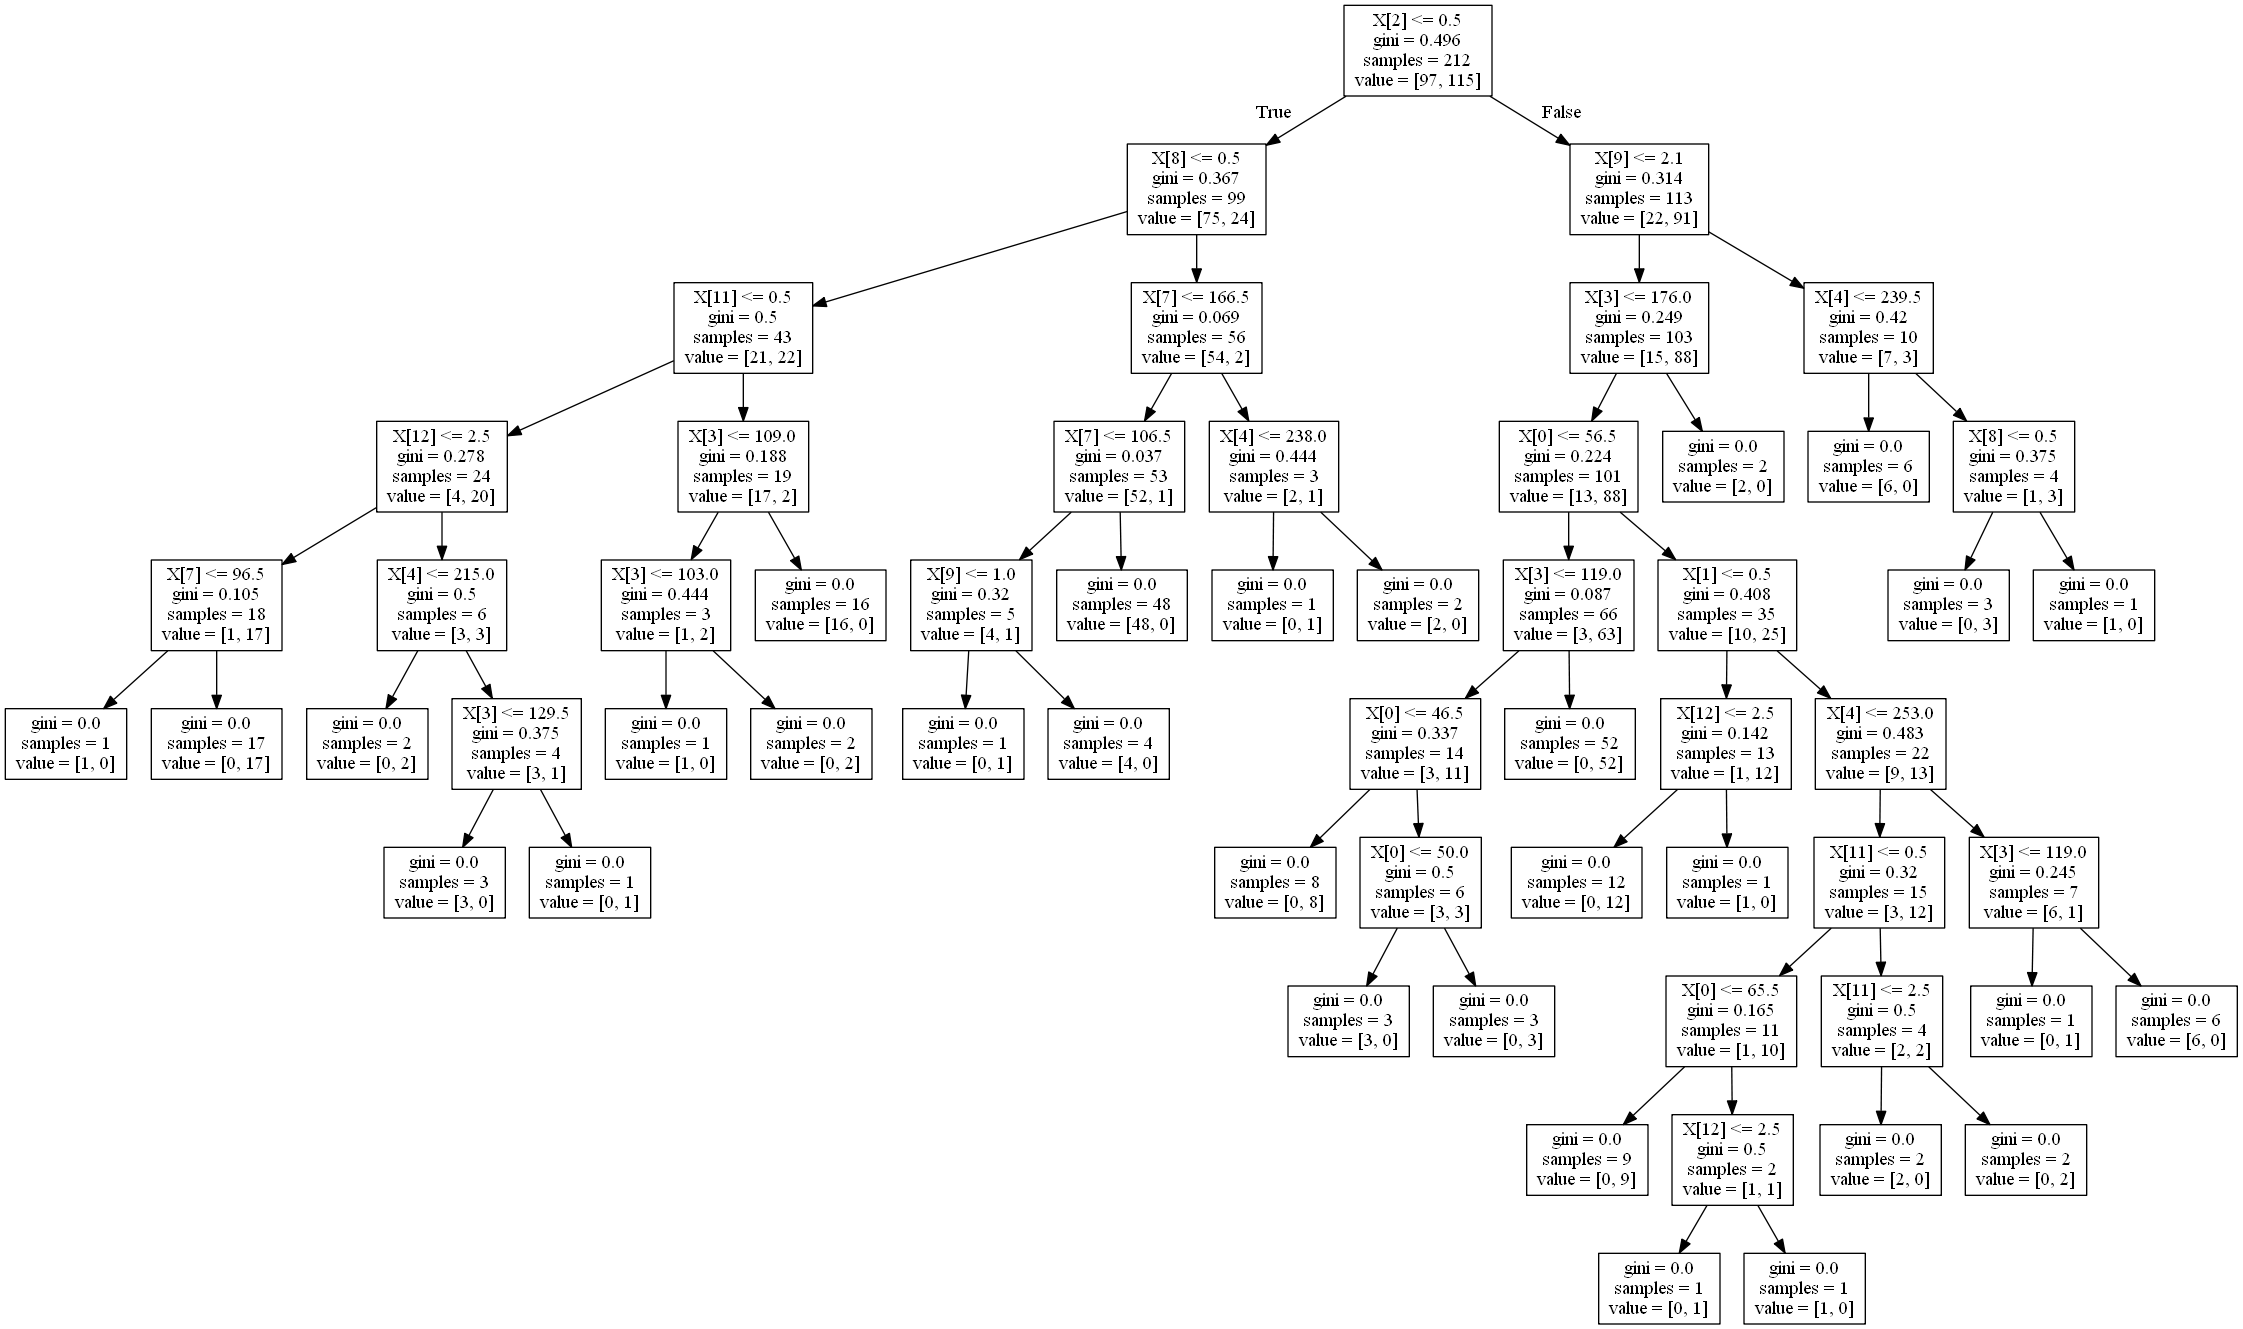 X[2] <= 0.5
gini = 0.496
samples = 212
value = [97, 115]
True
False
X[8] <= 0.5
gini = 0.367
samples = 99
value = [75, 24]
X[9] <= 2.1
gini = 0.314
samples = 113
value = [22, 91]
X[11] <= 0.5
gini = 0.5
samples = 43
value = [21, 22]
X[7] <= 166.5
gini = 0.069
samples = 56
value = [54, 2]
X[3] <= 176.0
gini = 0.249
samples = 103
value = [15, 88]
X[4] <= 239.5
gini = 0.42
samples = 10
value = [7, 3]
X[12] <= 2.5
gini = 0.278
samples = 24
value = [4, 20]
X[3] <= 109.0
gini = 0.188
samples = 19
value = [17, 2]
X[7] <= 106.5
gini = 0.037
samples = 53
value = [52, 1]
X[4] <= 238.0
gini = 0.444
samples = 3
value = [2, 1]
X[0] <= 56.5
gini = 0.224
samples = 101
value = [13, 88]
gini = 0.0
samples = 2
value = [2, 0]
gini = 0.0
samples = 6
value = [6, 0]
X[8] <= 0.5
gini = 0.375
samples = 4
value = [1, 3]
X[7] <= 96.5
gini = 0.105
samples = 18
value = [1, 17]
X[4] <= 215.0
gini = 0.5
samples = 6
value = [3, 3]
X[3] <= 103.0
gini = 0.444
samples = 3
value = [1, 2]
gini = 0.0
samples = 16
value = [16, 0]
X[9] <= 1.0
gini = 0.32
samples = 5
value = [4, 1]
gini = 0.0
samples = 48
value = [48, 0]
gini = 0.0
samples = 1
value = [0, 1]
gini = 0.0
samples = 2
value = [2, 0]
X[3] <= 119.0
gini = 0.087
samples = 66
value = [3, 63]
X[1] <= 0.5
gini = 0.408
samples = 35
value = [10, 25]
gini = 0.0
samples = 3
value = [0, 3]
gini = 0.0
samples = 1
value = [1, 0]
gini = 0.0
samples = 1
value = [1, 0]
gini = 0.0
samples = 17
value = [0, 17]
gini = 0.0
samples = 2
value = [0, 2]
X[3] <= 129.5
gini = 0.375
samples = 4
value = [3, 1]
gini = 0.0
samples = 1
value = [1, 0]
gini = 0.0
samples = 2
value = [0, 2]
gini = 0.0
samples = 1
value = [0, 1]
gini = 0.0
samples = 4
value = [4, 0]
X[0] <= 46.5
gini = 0.337
samples = 14
value = [3, 11]
gini = 0.0
samples = 52
value = [0, 52]
X[12] <= 2.5
gini = 0.142
samples = 13
value = [1, 12]
X[4] <= 253.0
gini = 0.483
samples = 22
value = [9, 13]
gini = 0.0
samples = 3
value = [3, 0]
gini = 0.0
samples = 1
value = [0, 1]
gini = 0.0
samples = 8
value = [0, 8]
X[0] <= 50.0
gini = 0.5
samples = 6
value = [3, 3]
gini = 0.0
samples = 12
value = [0, 12]
gini = 0.0
samples = 1
value = [1, 0]
X[11] <= 0.5
gini = 0.32
samples = 15
value = [3, 12]
X[3] <= 119.0
gini = 0.245
samples = 7
value = [6, 1]
gini = 0.0
samples = 3
value = [3, 0]
gini = 0.0
samples = 3
value = [0, 3]
X[0] <= 65.5
gini = 0.165
samples = 11
value = [1, 10]
X[11] <= 2.5
gini = 0.5
samples = 4
value = [2, 2]
gini = 0.0
samples = 1
value = [0, 1]
gini = 0.0
samples = 6
value = [6, 0]
gini = 0.0
samples = 9
value = [0, 9]
X[12] <= 2.5
gini = 0.5
samples = 2
value = [1, 1]
gini = 0.0
samples = 2
value = [2, 0]
gini = 0.0
samples = 2
value = [0, 2]
gini = 0.0
samples = 1
value = [0, 1]
gini = 0.0
samples = 1
value = [1, 0]